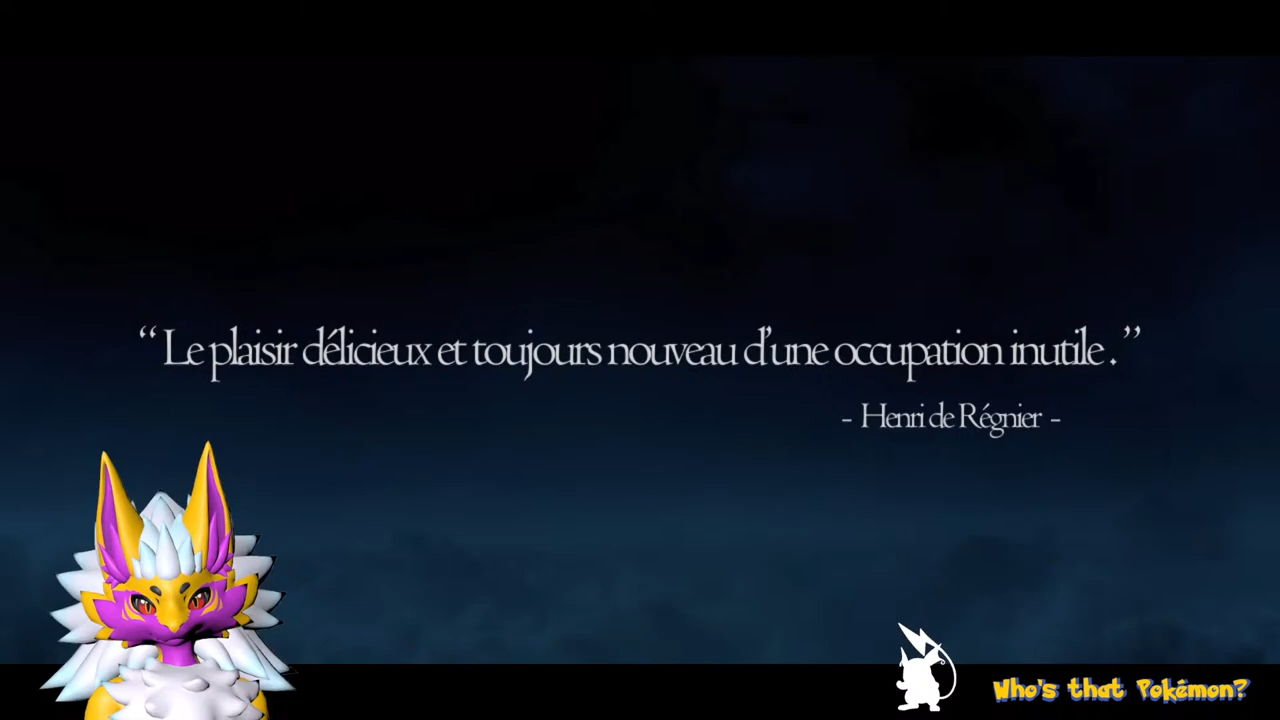 “ Le plaisir délicieux et toujours nouveau d’une occupation inutile . ”
- Henri de Régnier -
Who's that Pokémon?